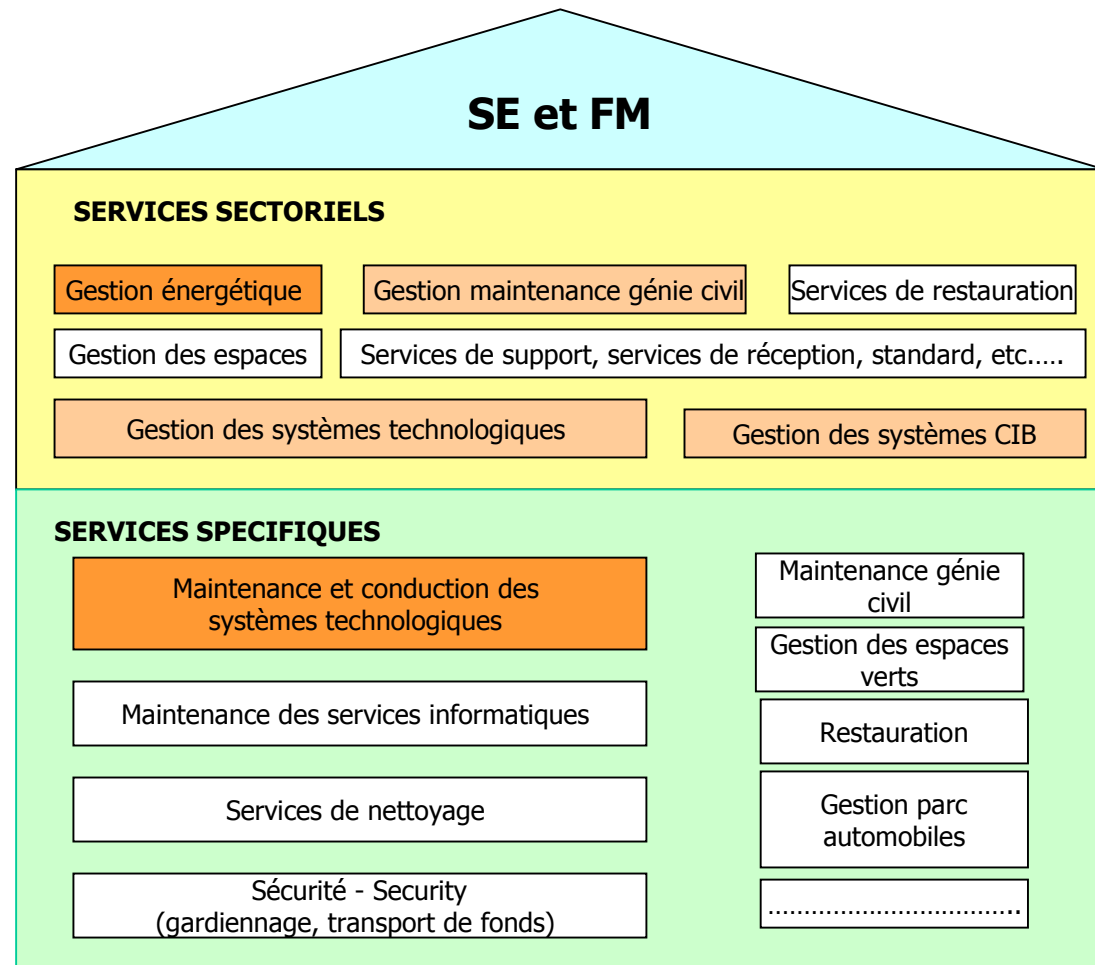 SE et FM
SERVICES SECTORIELS
Gestion énergétique
Gestion maintenance génie civil
Services de restauration
Gestion des espaces
Services de support, services de réception, standard, etc.….
Gestion des systèmes technologiques
Gestion des systèmes CIB
SERVICES SPECIFIQUES
Maintenance et conduction des
systèmes technologiques
Maintenance des services informatiques
Services de nettoyage
Sécurité - Security
(gardiennage, transport de fonds)
Maintenance génie
civil
Gestion des espaces
verts
Restauration
Gestion parc
automobiles
……………………………..